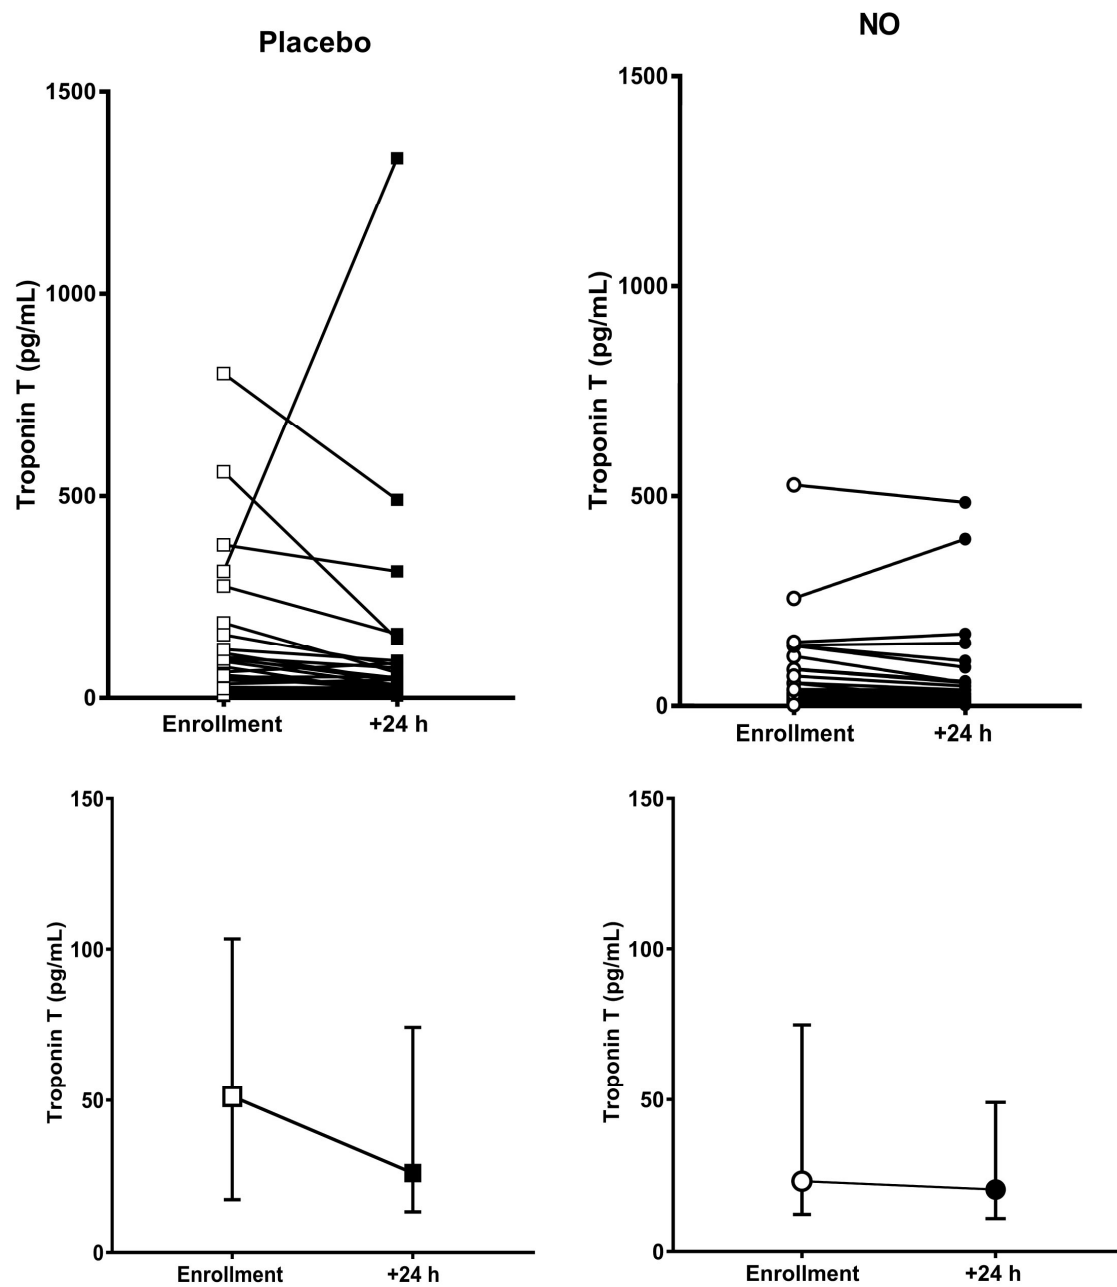 Placebo
1500
1000
500
0
Troponin T (pg/mL)
Enrollment
+24 h
NO
1500
1000
500
0
Troponin T (pg/mL)
Enrollment
+24 h
150
100
50
0
Troponin T (pg/mL)
Enrollment
+24 h
150
100
50
0
Troponin T (pg/mL)
Enrollment
+24 h